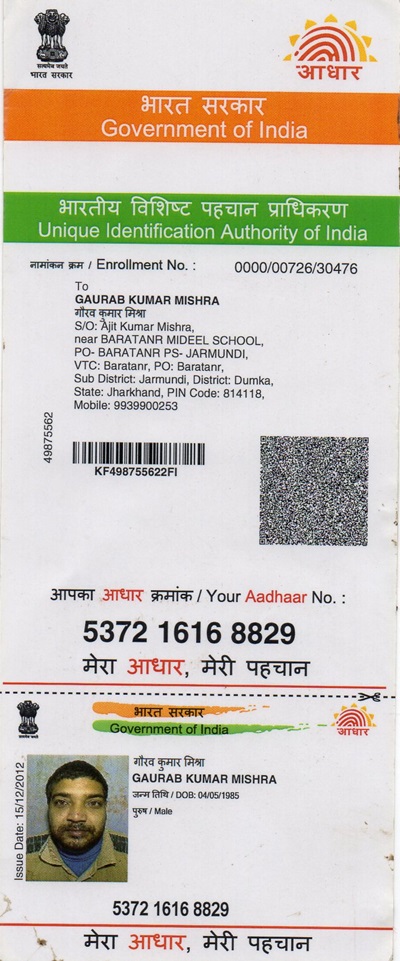 सत्यमेव जयते
भारत सरकार
आधार
भारत सरकार
Government of India
भारतीय विशिष्ट पहचान प्राधिकरण
Unique Identification Authority of India
नामांकन क्रम / Enrollment No. : 0000/00726/30476
To
GAURAB KUMAR MISHRA
गौरव कुमार मिश्रा
S/O: Ajit Kumar Mishra,
near BARATANR MIDEEL SCHOOL,
PO- BARATANR PS- JARMUNDI,
VTC: Baratanr, PO: Baratanr,
Sub District: Jarmundi, District: Dumka,
State: Jharkhand, PIN Code: 814118,
Mobile: 9939900253
49875562
KF498755622FI
आपका आधार क्रमांक / Your Aadhaar No. :
5372 1616 8829
मेरा आधार, मेरी पहचान
भारत सरकार
Government of India
आधार
Issue Date: 15/12/2012
गौरव कुमार मिश्रा
GAURAB KUMAR MISHRA
जन्म तिथि / DOB: 04/05/1985
पुरुष / Male
5372 1616 8829
मेरा आधार, मेरी पहचान